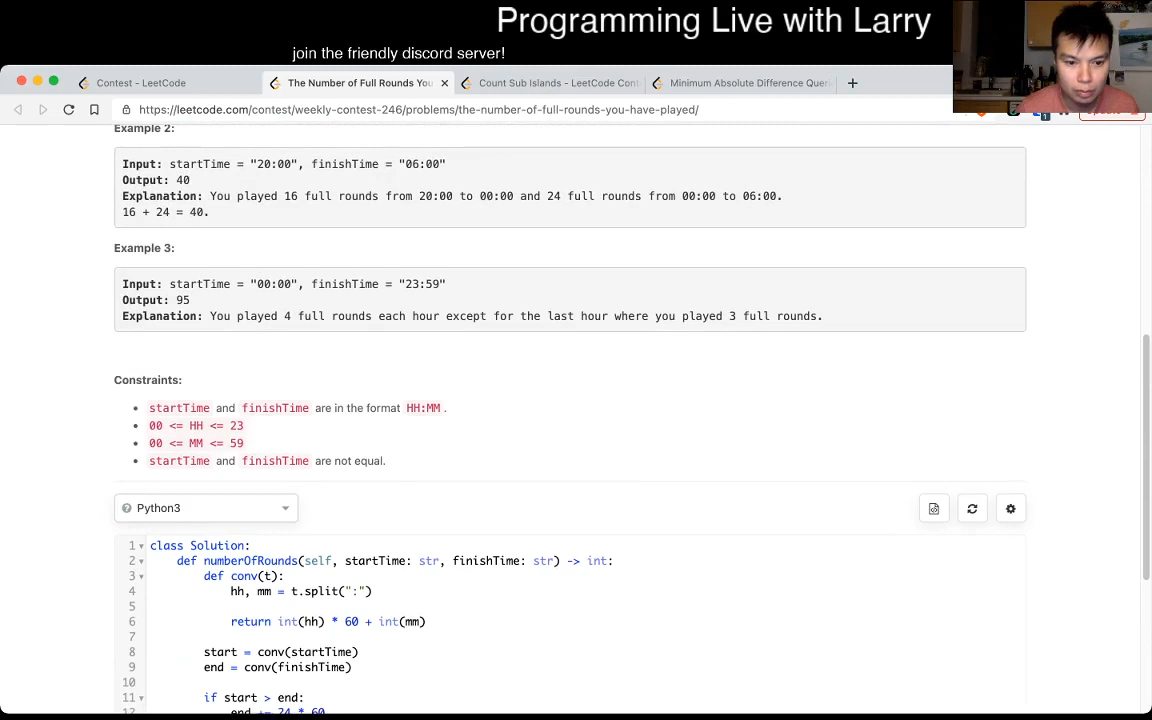 Programming Live with Larry
join the friendly discord server!
Contest - LeetCode
The Number of Full Rounds You
Count Sub Islands - LeetCode Cont
Minimum Absolute Difference Quer
https://leetcode.com/contest/weekly-contest-246/problems/the-number-of-full-rounds-you-have-played/
Example 2:
Input: startTime = "20:00", finishTime = "06:00"
Output: 40
Explanation: You played 16 full rounds from 20:00 to 00:00 and 24 full rounds from 00:00 to 06:00.
16 + 24 = 40.
Example 3:
Input: startTime = "00:00", finishTime = "23:59"
Output: 95
Explanation: You played 4 full rounds each hour except for the last hour where you played 3 full rounds.
Constraints:
startTime and finishTime are in the format HH:MM.
00 <= HH <= 23
00 <= MM <= 59
startTime and finishTime are not equal.
Python3
1 class Solution:
2 def numberOfRounds(self, startTime: str, finishTime: str) -> int:
3 def conv(t):
4 hh, mm = t.split(":")
5
6 return int(hh) * 60 + int(mm)
7
8 start = conv(startTime)
9 end = conv(finishTime)
10
11 if start > end:
12 end += 24 * 60